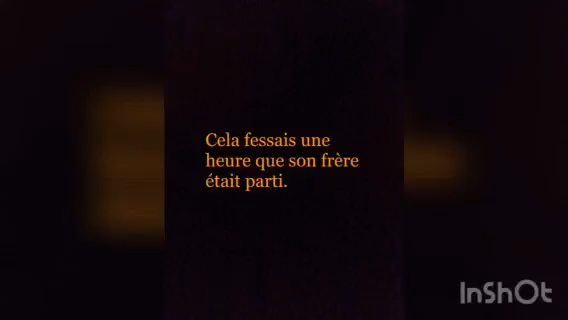 Cela fessais une
heure que son frère
était parti.
InShOt